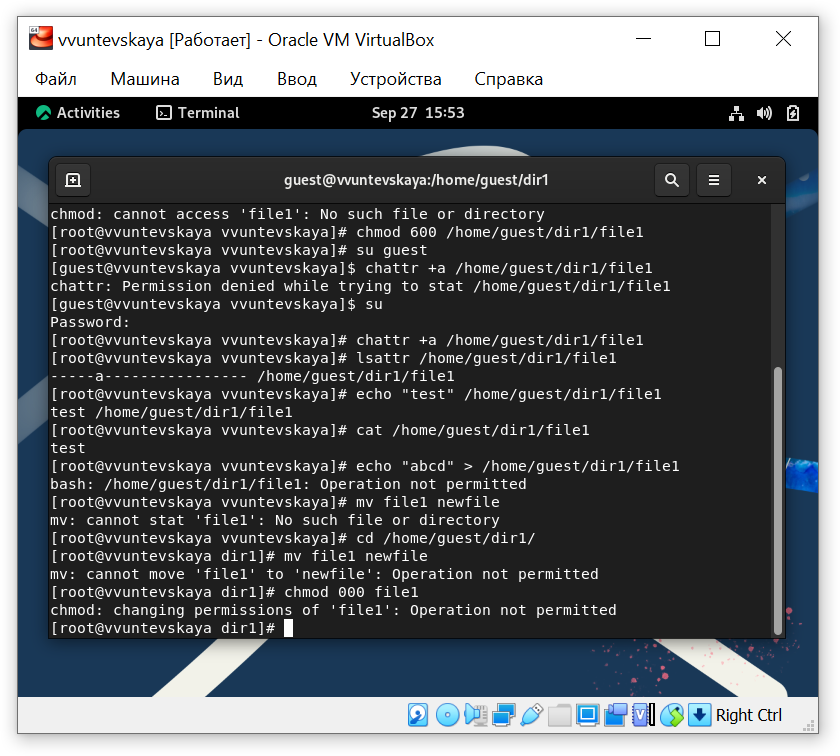 64
vvuntevskaya [Работает] - Oracle VM VirtualBox
Файл Машина Вид Ввод Устройства Справка
Activities Terminal Sep 27 15:53
guest@vvuntevskaya:/home/guest/dir1
chmod: cannot access 'file1': No such file or directory
[root@vvuntevskaya vvuntevskaya]# chmod 600 /home/guest/dir1/file1
[root@vvuntevskaya vvuntevskaya]# su guest
[guest@vvuntevskaya vvuntevskaya]$ chattr +a /home/guest/dir1/file1
chattr: Permission denied while trying to stat /home/guest/dir1/file1
[guest@vvuntevskaya vvuntevskaya]$ su
Password:
[root@vvuntevskaya vvuntevskaya]# chattr +a /home/guest/dir1/file1
[root@vvuntevskaya vvuntevskaya]# lsattr /home/guest/dir1/file1
-----a---------------- /home/guest/dir1/file1
[root@vvuntevskaya vvuntevskaya]# echo "test" /home/guest/dir1/file1
test /home/guest/dir1/file1
[root@vvuntevskaya vvuntevskaya]# cat /home/guest/dir1/file1
test
[root@vvuntevskaya vvuntevskaya]# echo "abcd" > /home/guest/dir1/file1
bash: /home/guest/dir1/file1: Operation not permitted
[root@vvuntevskaya vvuntevskaya]# mv file1 newfile
mv: cannot stat 'file1': No such file or directory
[root@vvuntevskaya vvuntevskaya]# cd /home/guest/dir1/
[root@vvuntevskaya dir1]# mv file1 newfile
mv: cannot move 'file1' to 'newfile': Operation not permitted
[root@vvuntevskaya dir1]# chmod 000 file1
chmod: changing permissions of 'file1': Operation not permitted
[root@vvuntevskaya dir1]#
Right Ctrl